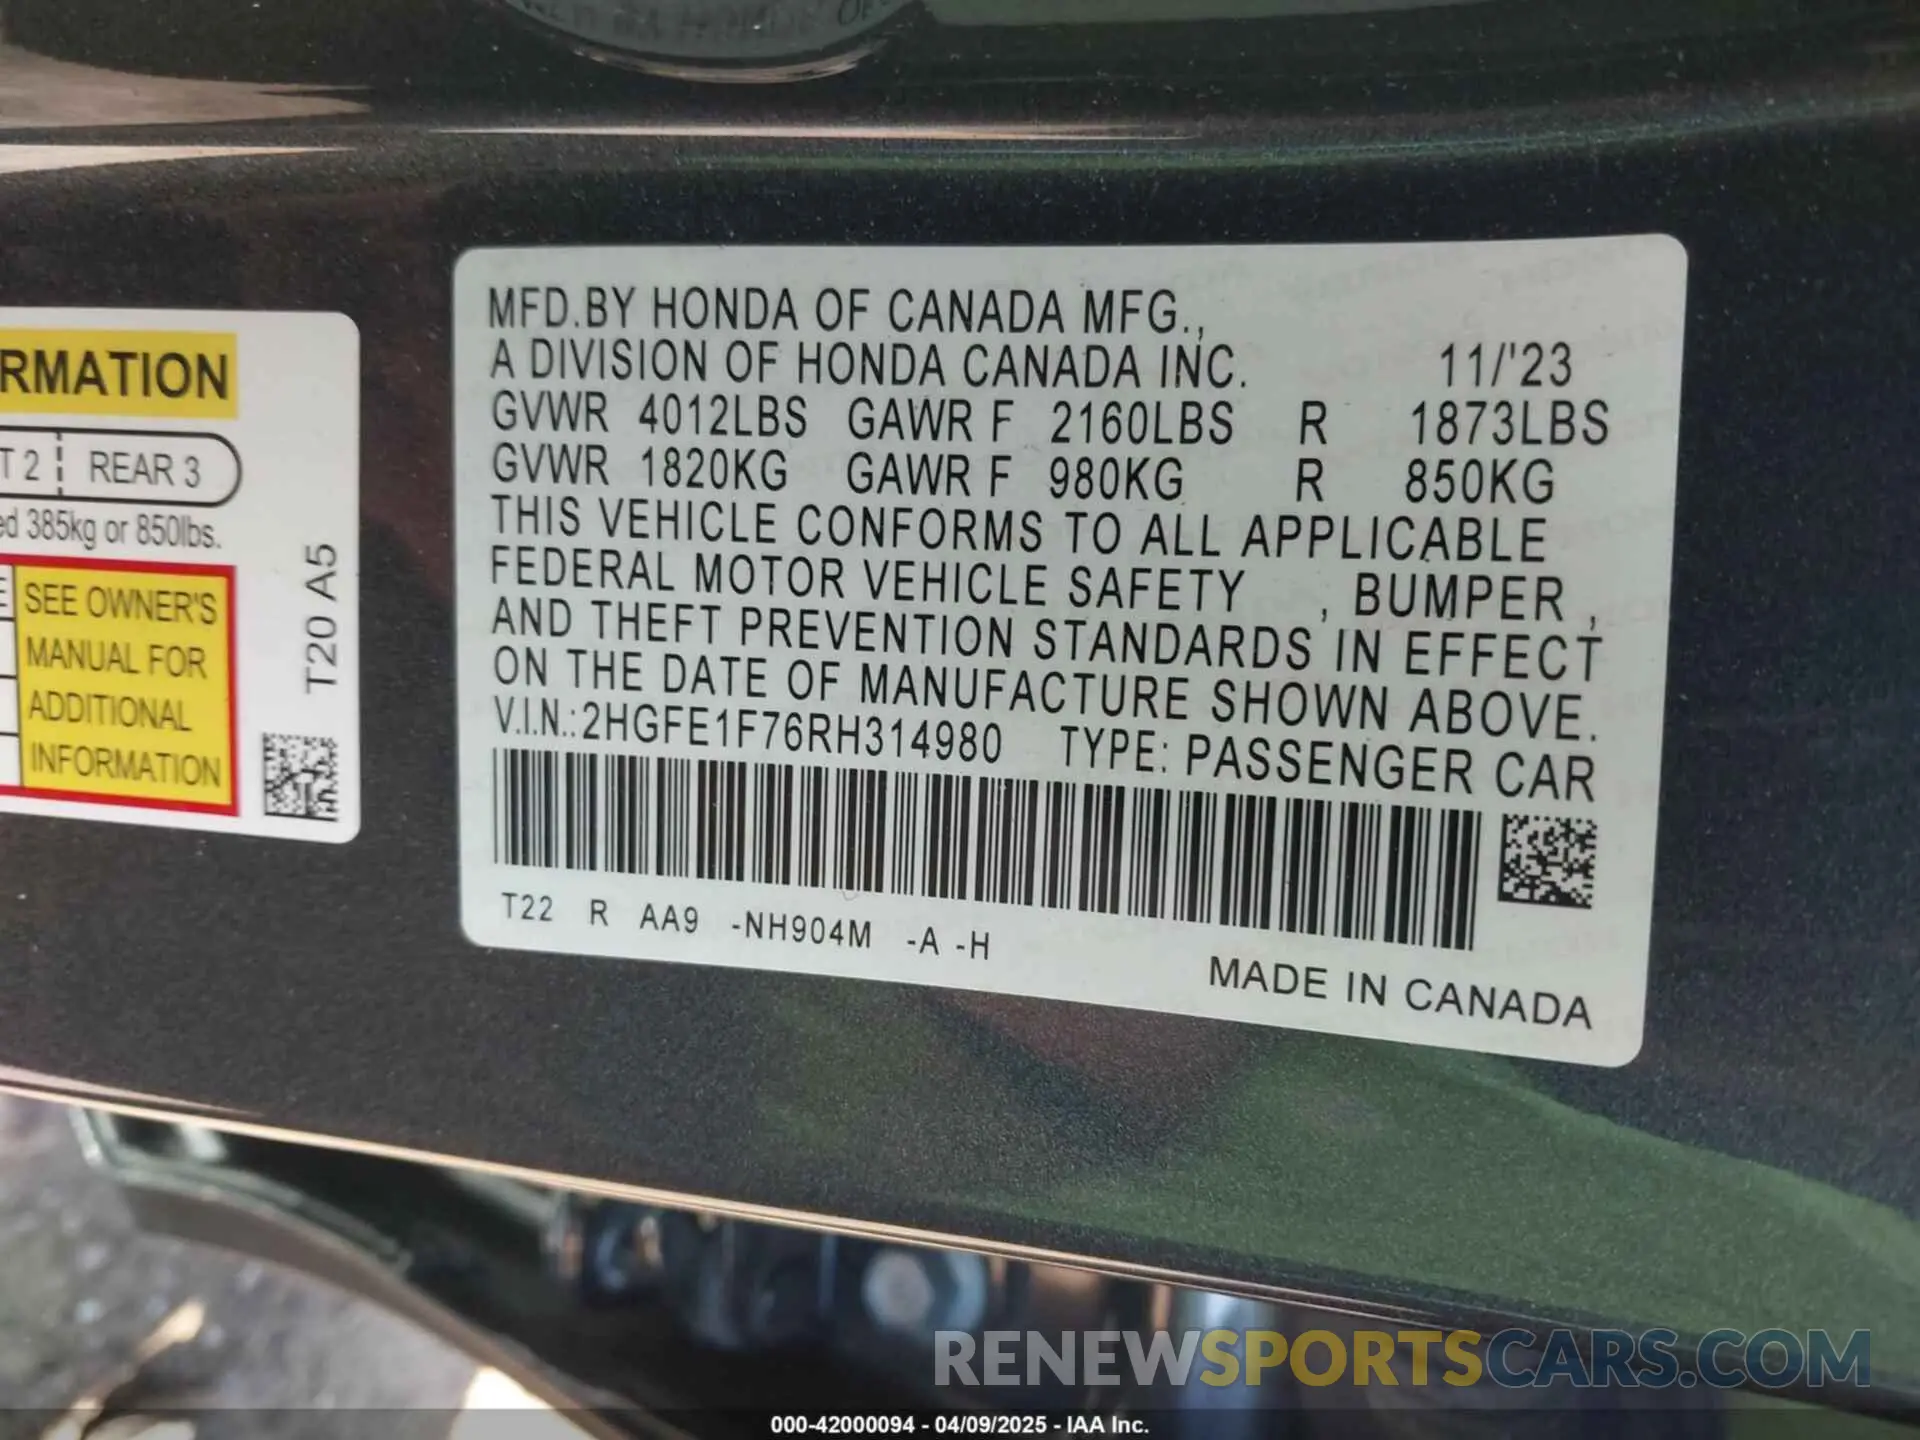 RMATION
T 2 REAR 3
ed 385kg or 850lbs.
SEE OWNER'S
MANUAL FOR
ADDITIONAL
INFORMATION
T20 A5
MFD.BY HONDA OF CANADA MFG.,
A DIVISION OF HONDA CANADA INC. 11/'23
GVWR 4012LBS GAWR F 2160LBS R 1873LBS
GVWR 1820KG GAWR F 980KG R 850KG
THIS VEHICLE CONFORMS TO ALL APPLICABLE
FEDERAL MOTOR VEHICLE SAFETY , BUMPER ,
AND THEFT PREVENTION STANDARDS IN EFFECT
ON THE DATE OF MANUFACTURE SHOWN ABOVE.
V.I.N.:2HGFE1F76RH314980 TYPE: PASSENGER CAR
T22 R AA9 -NH904M -A -H
MADE IN CANADA
RENEWSPORTSCARS.COM
000-42000094 - 04/09/2025 - IAA Inc.